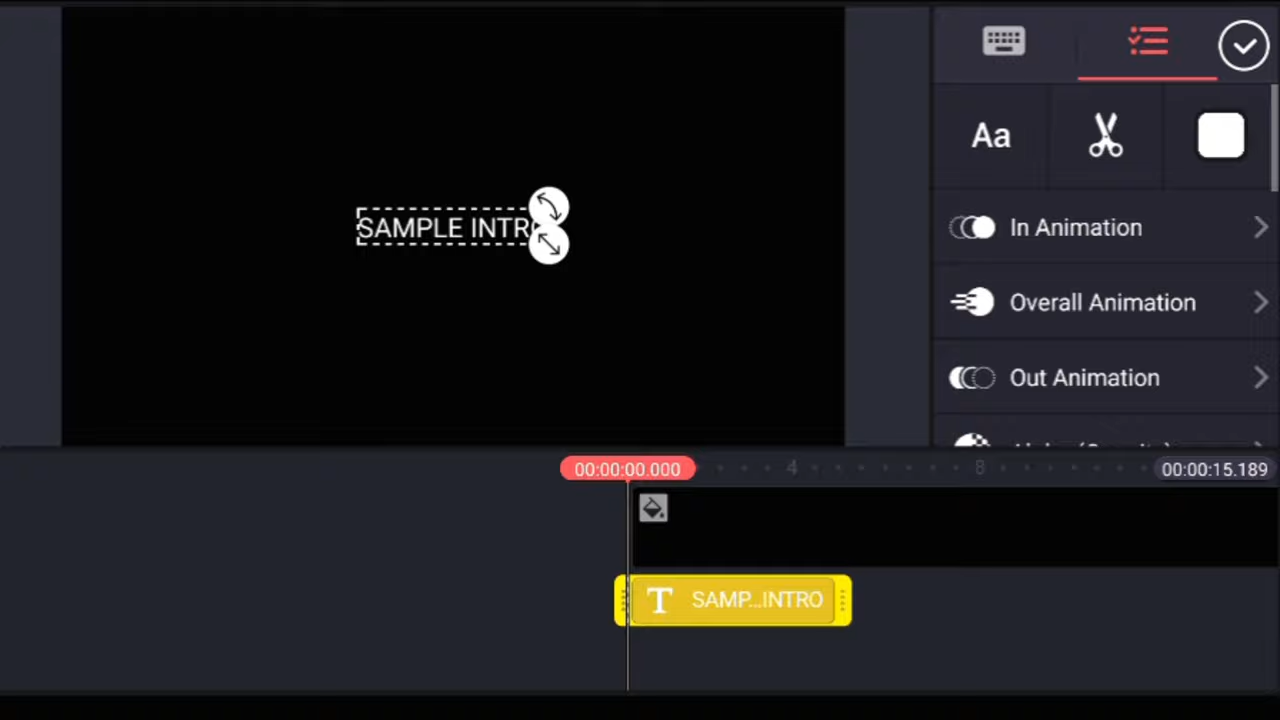 Aa
SAMPLE INTR
In Animation
Overall Animation
Out Animation
00:00:00.000
4
8
00:00:15.189
T
SAMP...INTRO